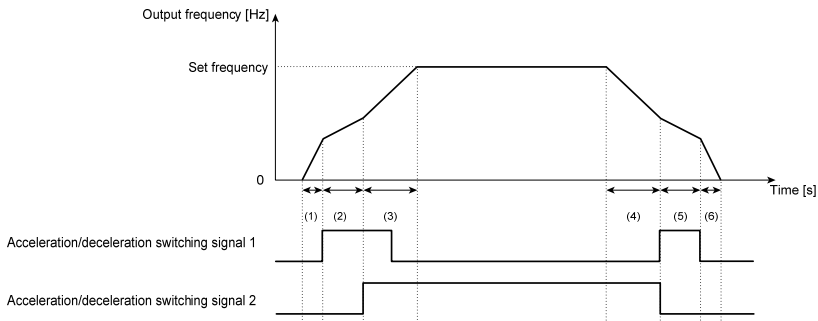 Output frequency [Hz]
Set frequency
0
Time [s]
(1) (2) (3) (4) (5) (6)
Acceleration/deceleration switching signal 1
Acceleration/deceleration switching signal 2